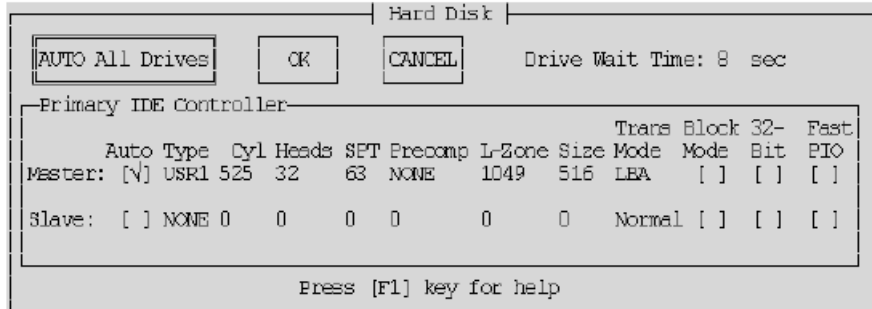 Hard Disk
AUTO All Drives OK CANCEL Drive Wait Time: 8 sec
Primary IDE Controller
Trans Block 32- Fast
Auto Type Cyl Heads SPT Precomp L-Zone Size Mode Mode Bit PIO
Master: [√] USR1 525 32 63 NONE 1049 516 LBA [ ] [ ] [ ]
Slave: [ ] NONE 0 0 0 0 0 0 Normal [ ] [ ] [ ]
Press [F1] key for help